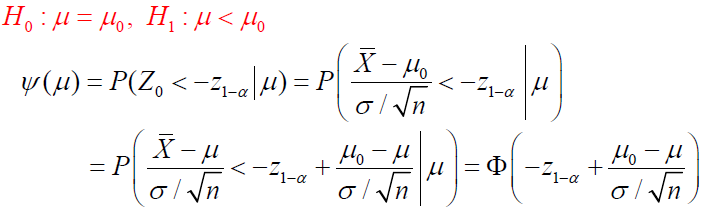 H₀ : μ = μ₀, H₁ : μ < μ₀
ψ(μ) = P(Z₀ < −z₁₋α | μ) = P( (X̄ − μ₀) / (σ / √n) < −z₁₋α | μ )
= P( (X̄ − μ) / (σ / √n) < −z₁₋α + (μ₀ − μ) / (σ / √n) | μ ) = Φ( −z₁₋α + (μ₀ − μ) / (σ / √n) )